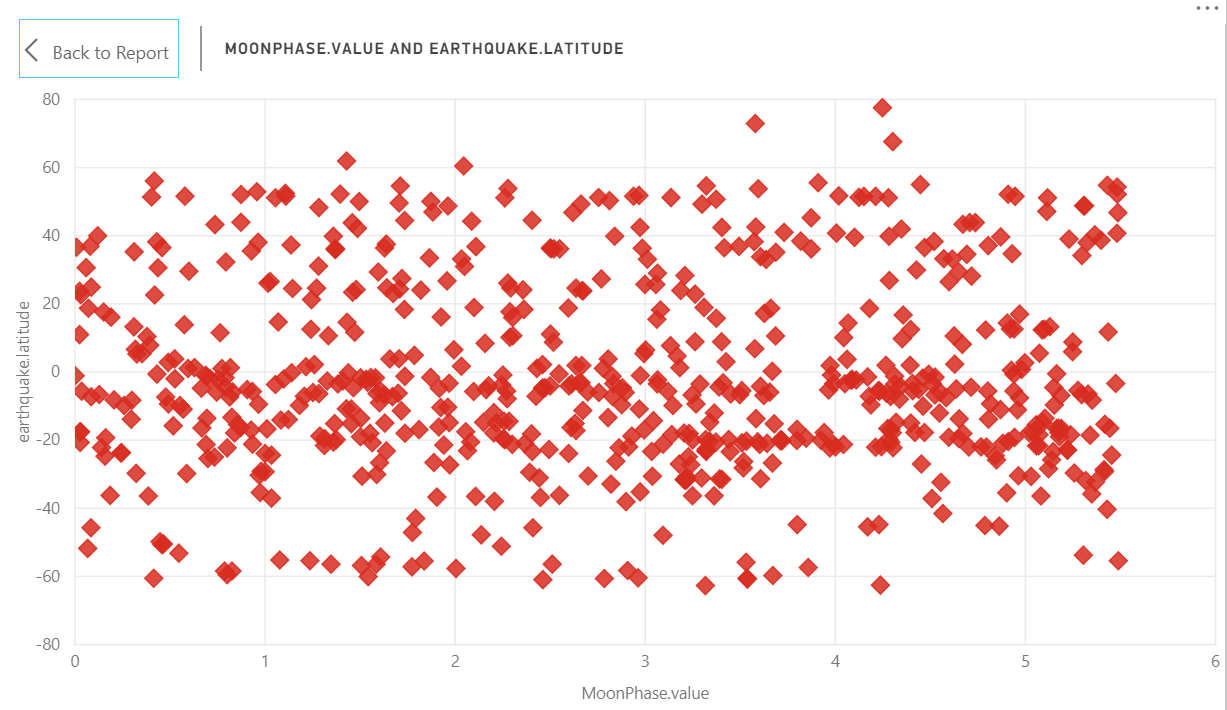 Back to Report
MOONPHASE.VALUE AND EARTHQUAKE.LATITUDE
80
60
40
20
0
-20
-40
-60
-80
earthquake.latitude
0 1 2 3 4 5 6
MoonPhase.value